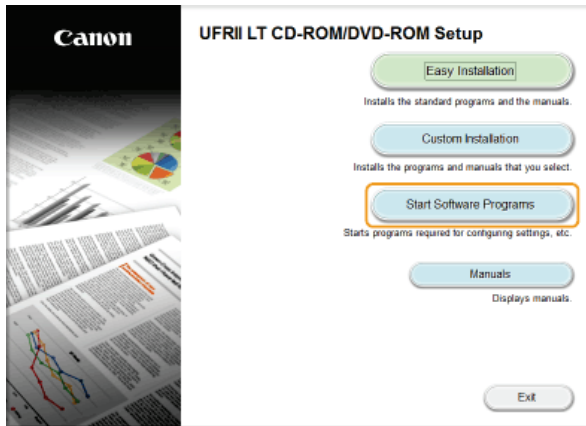 Canon
UFRII LT CD-ROM/DVD-ROM Setup
Easy Installation
Installs the standard programs and the manuals.
Custom Installation
Installs the programs and manuals that you select.
Start Software Programs
Starts programs required for configuring settings, etc.
Manuals
Displays manuals.
Exit